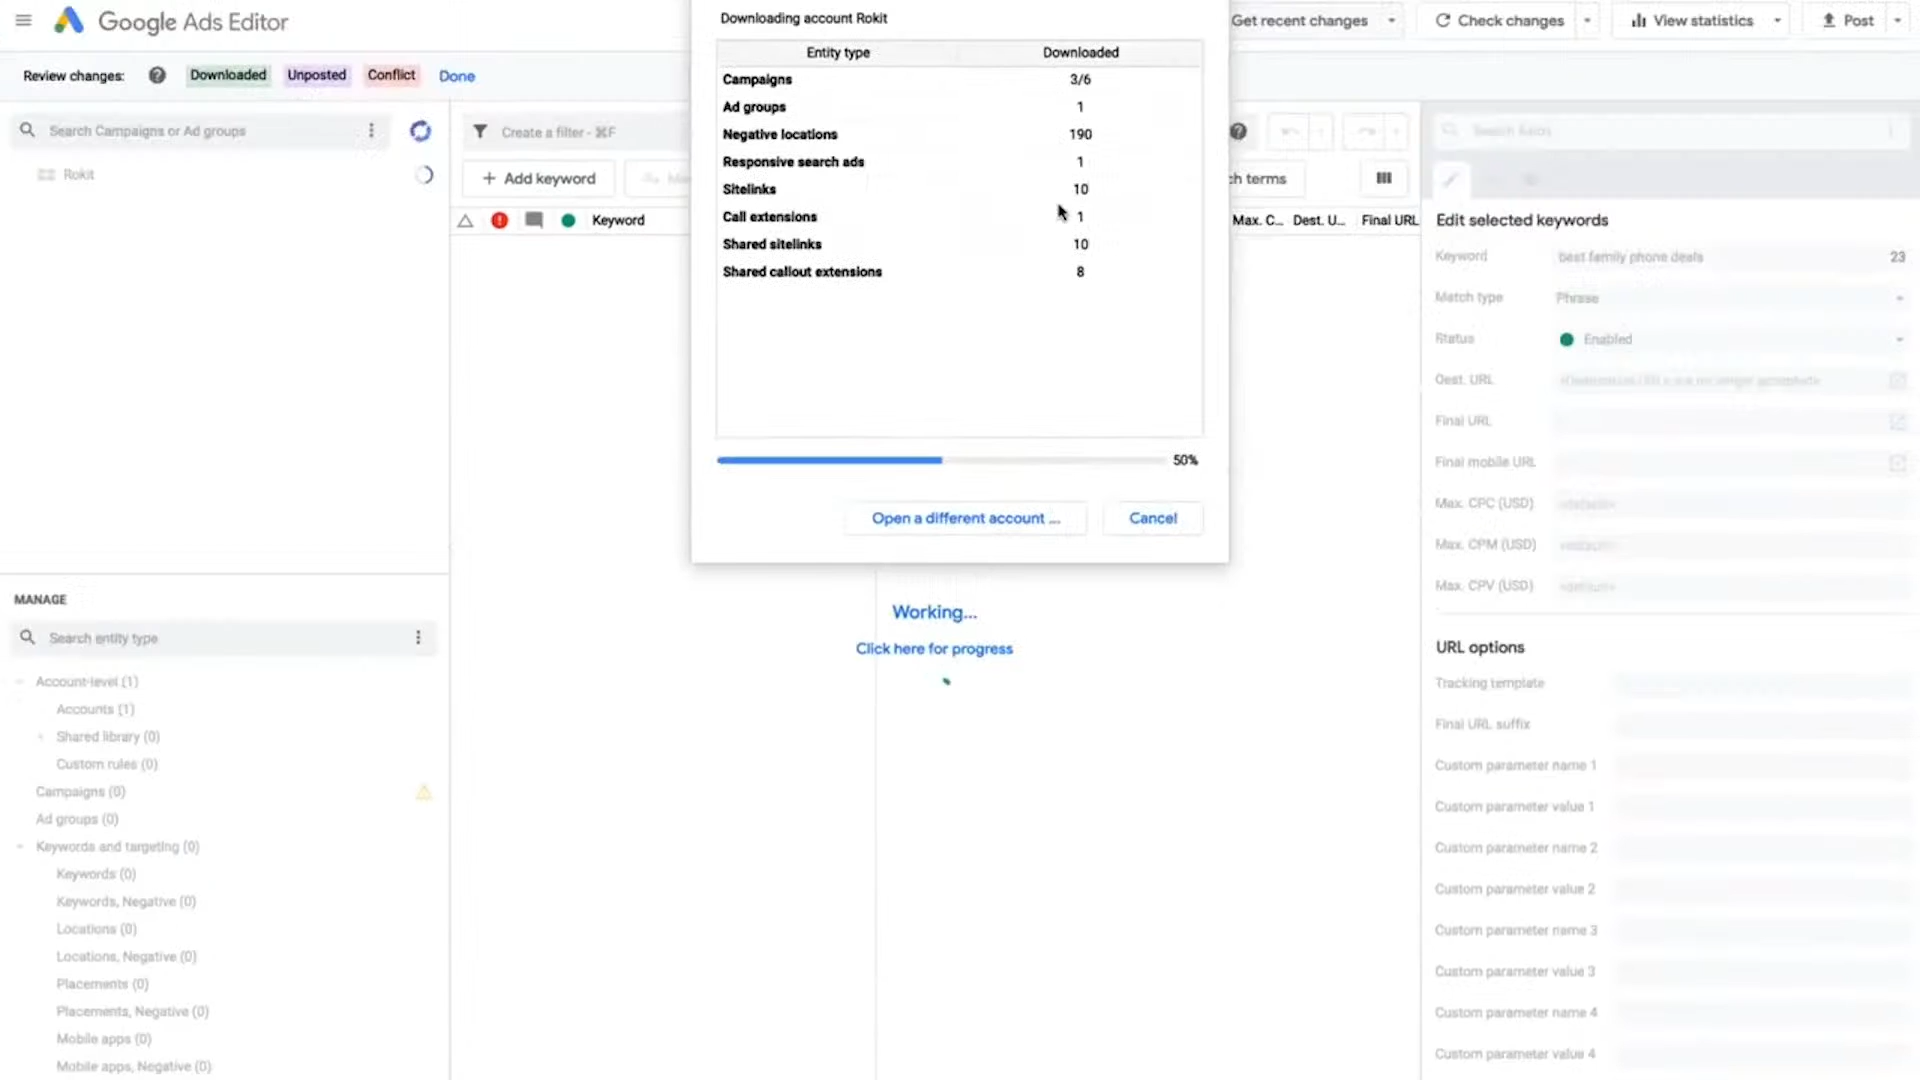 Google Ads Editor
Get recent changes
Check changes
View statistics
Post
Review changes:
Downloaded
Unposted
Conflict
Done
Search Campaigns or Ad groups
Rokit
Create a filter - ⌘F
Add keyword
terms
Keyword
Max. C...
Dest. U...
Final URL
Downloading account Rokit
Entity type
Downloaded
Campaigns 3/6
Ad groups 1
Negative locations 190
Responsive search ads 1
Sitelinks 10
Call extensions 1
Shared sitelinks 10
Shared callout extensions 8
50%
Open a different account ...
Cancel
Working...
Click here for progress
MANAGE
Search entity type
Account-level (1)
Accounts (1)
Shared library (0)
Custom rules (0)
Campaigns (0)
Ad groups (0)
Keywords and targeting (0)
Keywords (0)
Keywords, Negative (0)
Locations (0)
Locations, Negative (0)
Placements (0)
Placements, Negative (0)
Mobile apps (0)
Mobile apps, Negative (0)
Edit selected keywords
Keyword best family phone deals 23
Match type Phrase
Status Enabled
Dest. URL
Final URL
Final mobile URL
Max. CPC (USD)
Max. CPM (USD)
Max. CPV (USD)
URL options
Tracking template
Final URL suffix
Custom parameter name 1
Custom parameter value 1
Custom parameter name 2
Custom parameter value 2
Custom parameter name 3
Custom parameter value 3
Custom parameter name 4
Custom parameter value 4